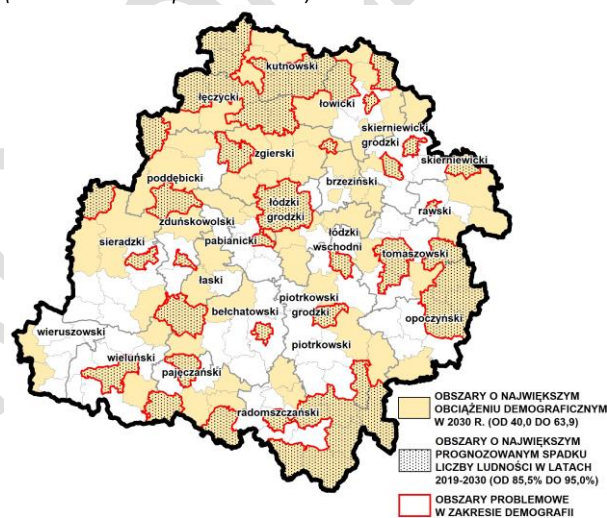 kutnowski
łęczycki
łowicki
skierniewicki
grodzki
skierniewicki
zgierski
brzeziński
poddębicki
rawski
łódzki
grodzki
zduńskowolski
łódzki
wschodni
pabianicki
sieradzki
tomaszowski
łaski
piotrkowski
grodzki
bełchatowski
opoczyński
wieruszowski
piotrkowski
wieluński
pajęczański
radomszczański
OBSZARY O NAJWIĘKSZYM
OBCIĄŻENIU DEMOGRAFICZNYM
W 2030 R. (OD 40,0 DO 63,9)
OBSZARY O NAJWIĘKSZYM
PROGNOZOWANYM SPADKU
LICZBY LUDNOŚCI W LATACH
2019-2030 (OD 85,5% DO 95,0%)
OBSZARY PROBLEMOWE
W ZAKRESIE DEMOGRAFII